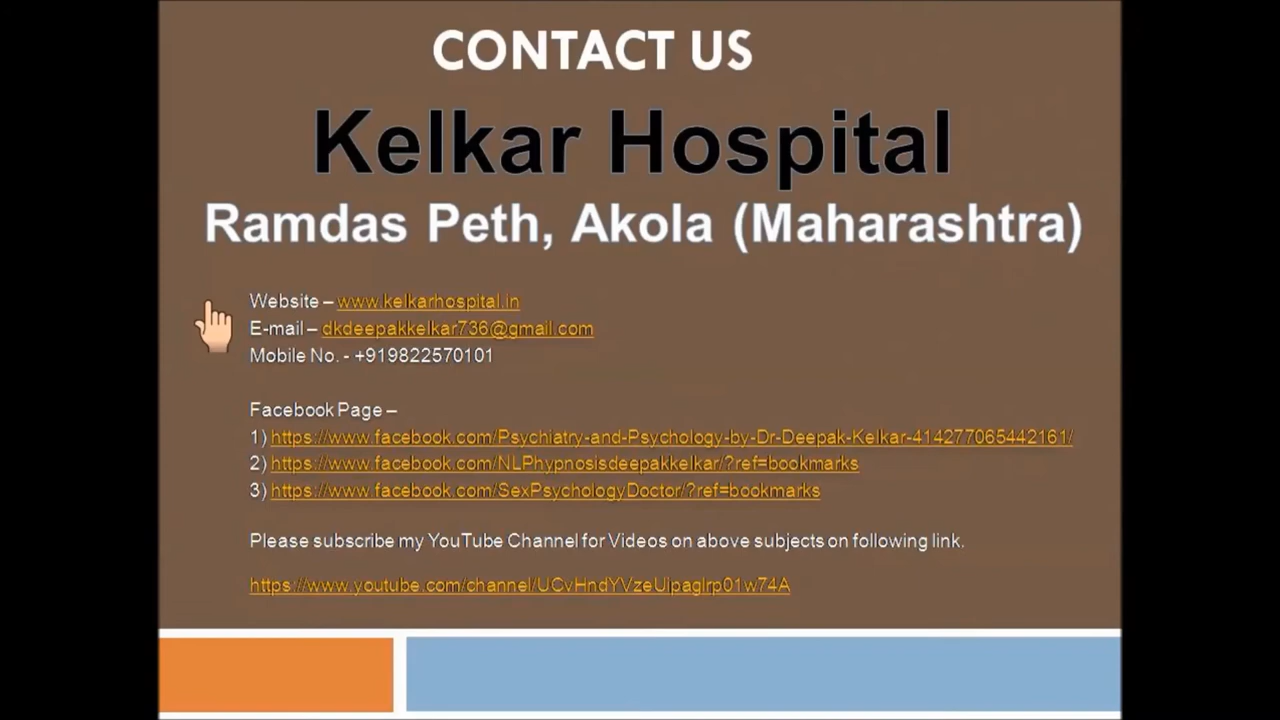 CONTACT US
Kelkar Hospital
Ramdas Peth, Akola (Maharashtra)
Website – www.kelkarhospital.in
E-mail – dkdeepakkelkar736@gmail.com
Mobile No. - +919822570101
Facebook Page –
1) https://www.facebook.com/Psychiatry-and-Psychology-by-Dr-Deepak-Kelkar-414277065442161/
2) https://www.facebook.com/NLPhypnosisdeepakkelkar/?ref=bookmarks
3) https://www.facebook.com/SexPsychologyDoctor/?ref=bookmarks
Please subscribe my YouTube Channel for Videos on above subjects on following link.
https://www.youtube.com/channel/UCvHndYVzeUipaglrp01w74A